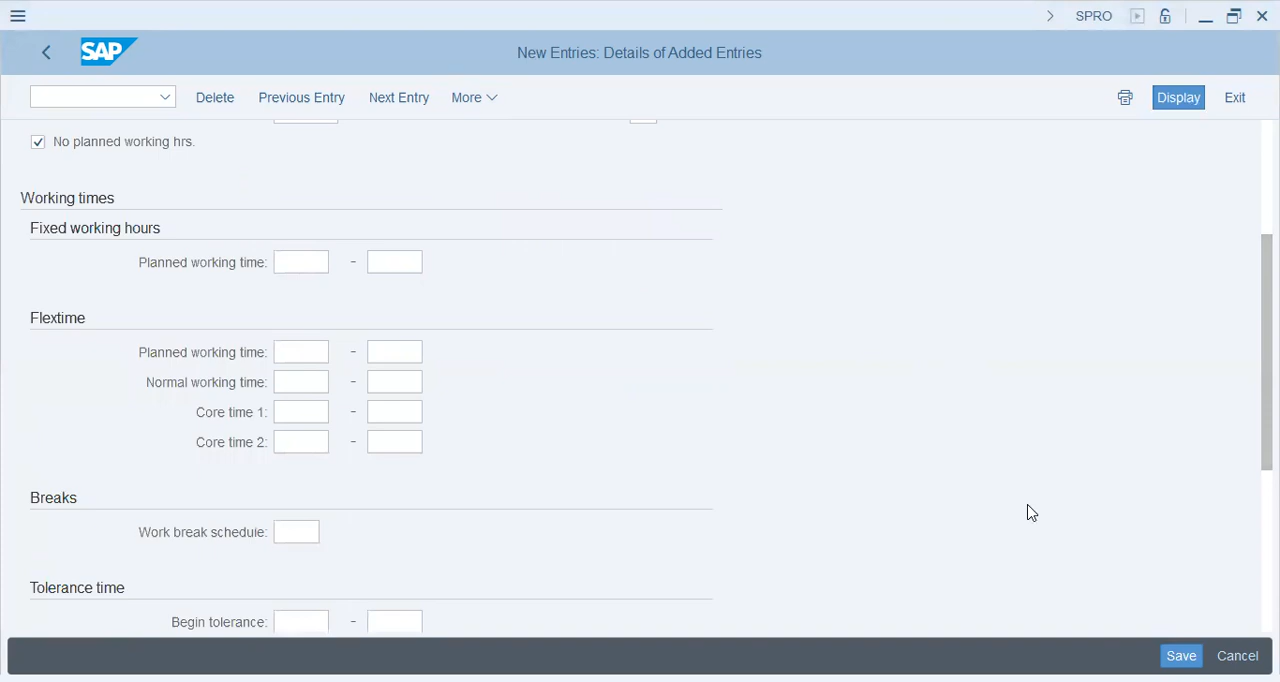 SPRO
SAP New Entries: Details of Added Entries
Delete Previous Entry Next Entry More Display Exit
No planned working hrs.
Working times
Fixed working hours
Planned working time: -
Flextime
Planned working time: -
Normal working time: -
Core time 1: -
Core time 2: -
Breaks
Work break schedule:
Tolerance time
Begin tolerance: -
Save Cancel